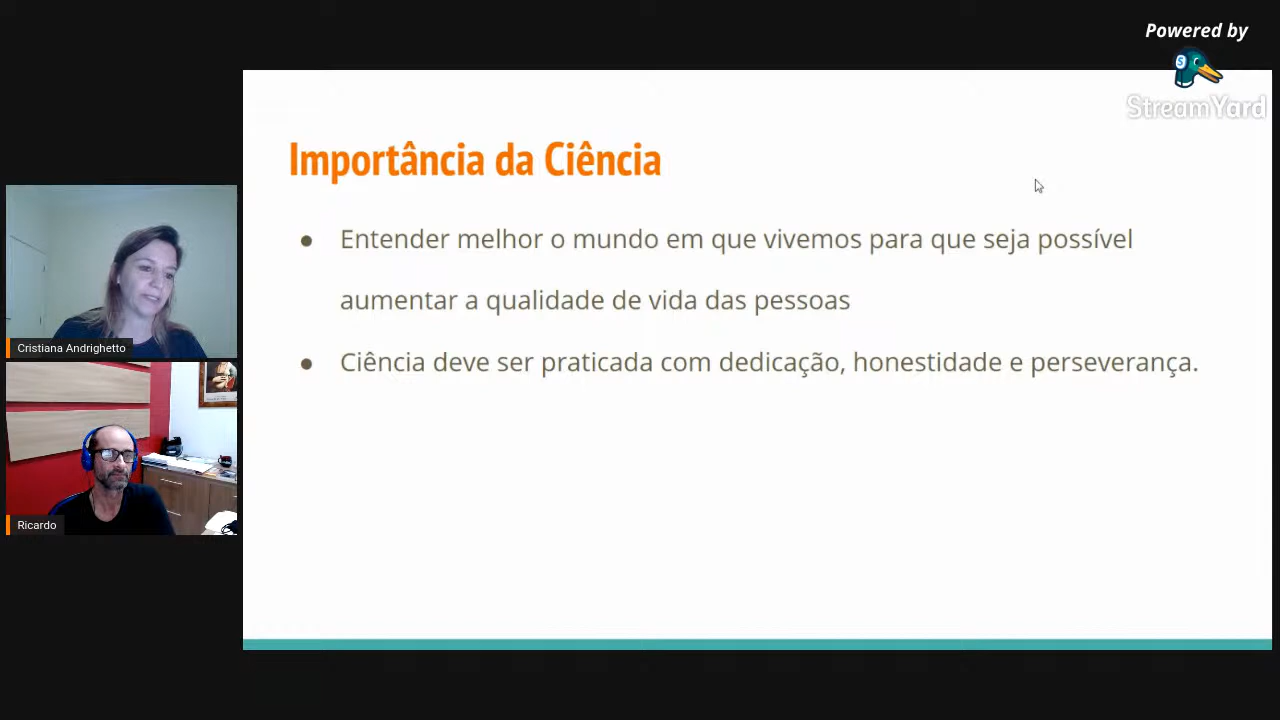 Powered by
StreamYard
Importância da Ciência
● Entender melhor o mundo em que vivemos para que seja possível
aumentar a qualidade de vida das pessoas
● Ciência deve ser praticada com dedicação, honestidade e perseverança.
Cristiana Andrighetto
Ricardo